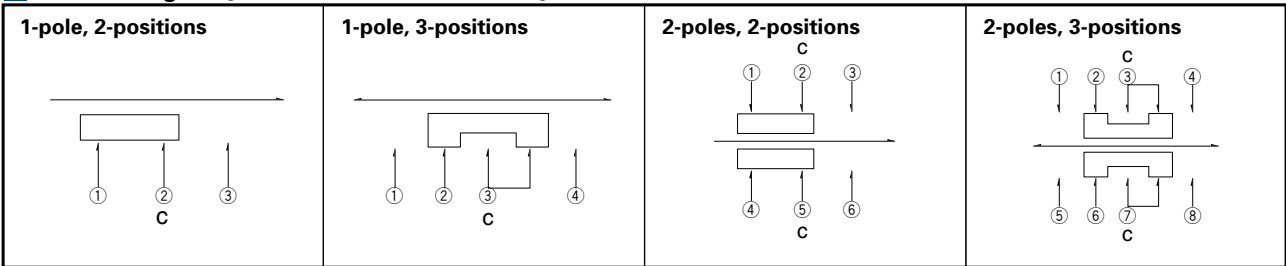 1-pole, 2-positions
① ② ③
C
1-pole, 3-positions
① ② ③ ④
C
2-poles, 2-positions
C
① ② ③
④ ⑤ ⑥
C
2-poles, 3-positions
C
① ② ③ ④
⑤ ⑥ ⑦ ⑧
C